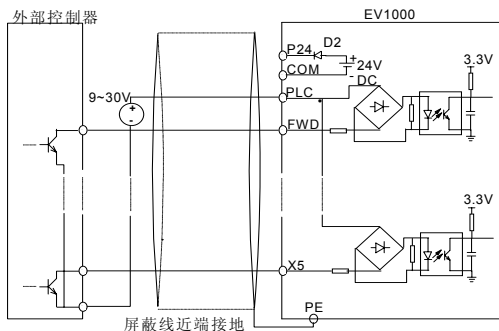 外部控制器
EV1000
P24
D2
3.3V
COM
24V
DC
PLC
9~30V
+
-
FWD
3.3V
X5
PE
屏蔽线近端接地